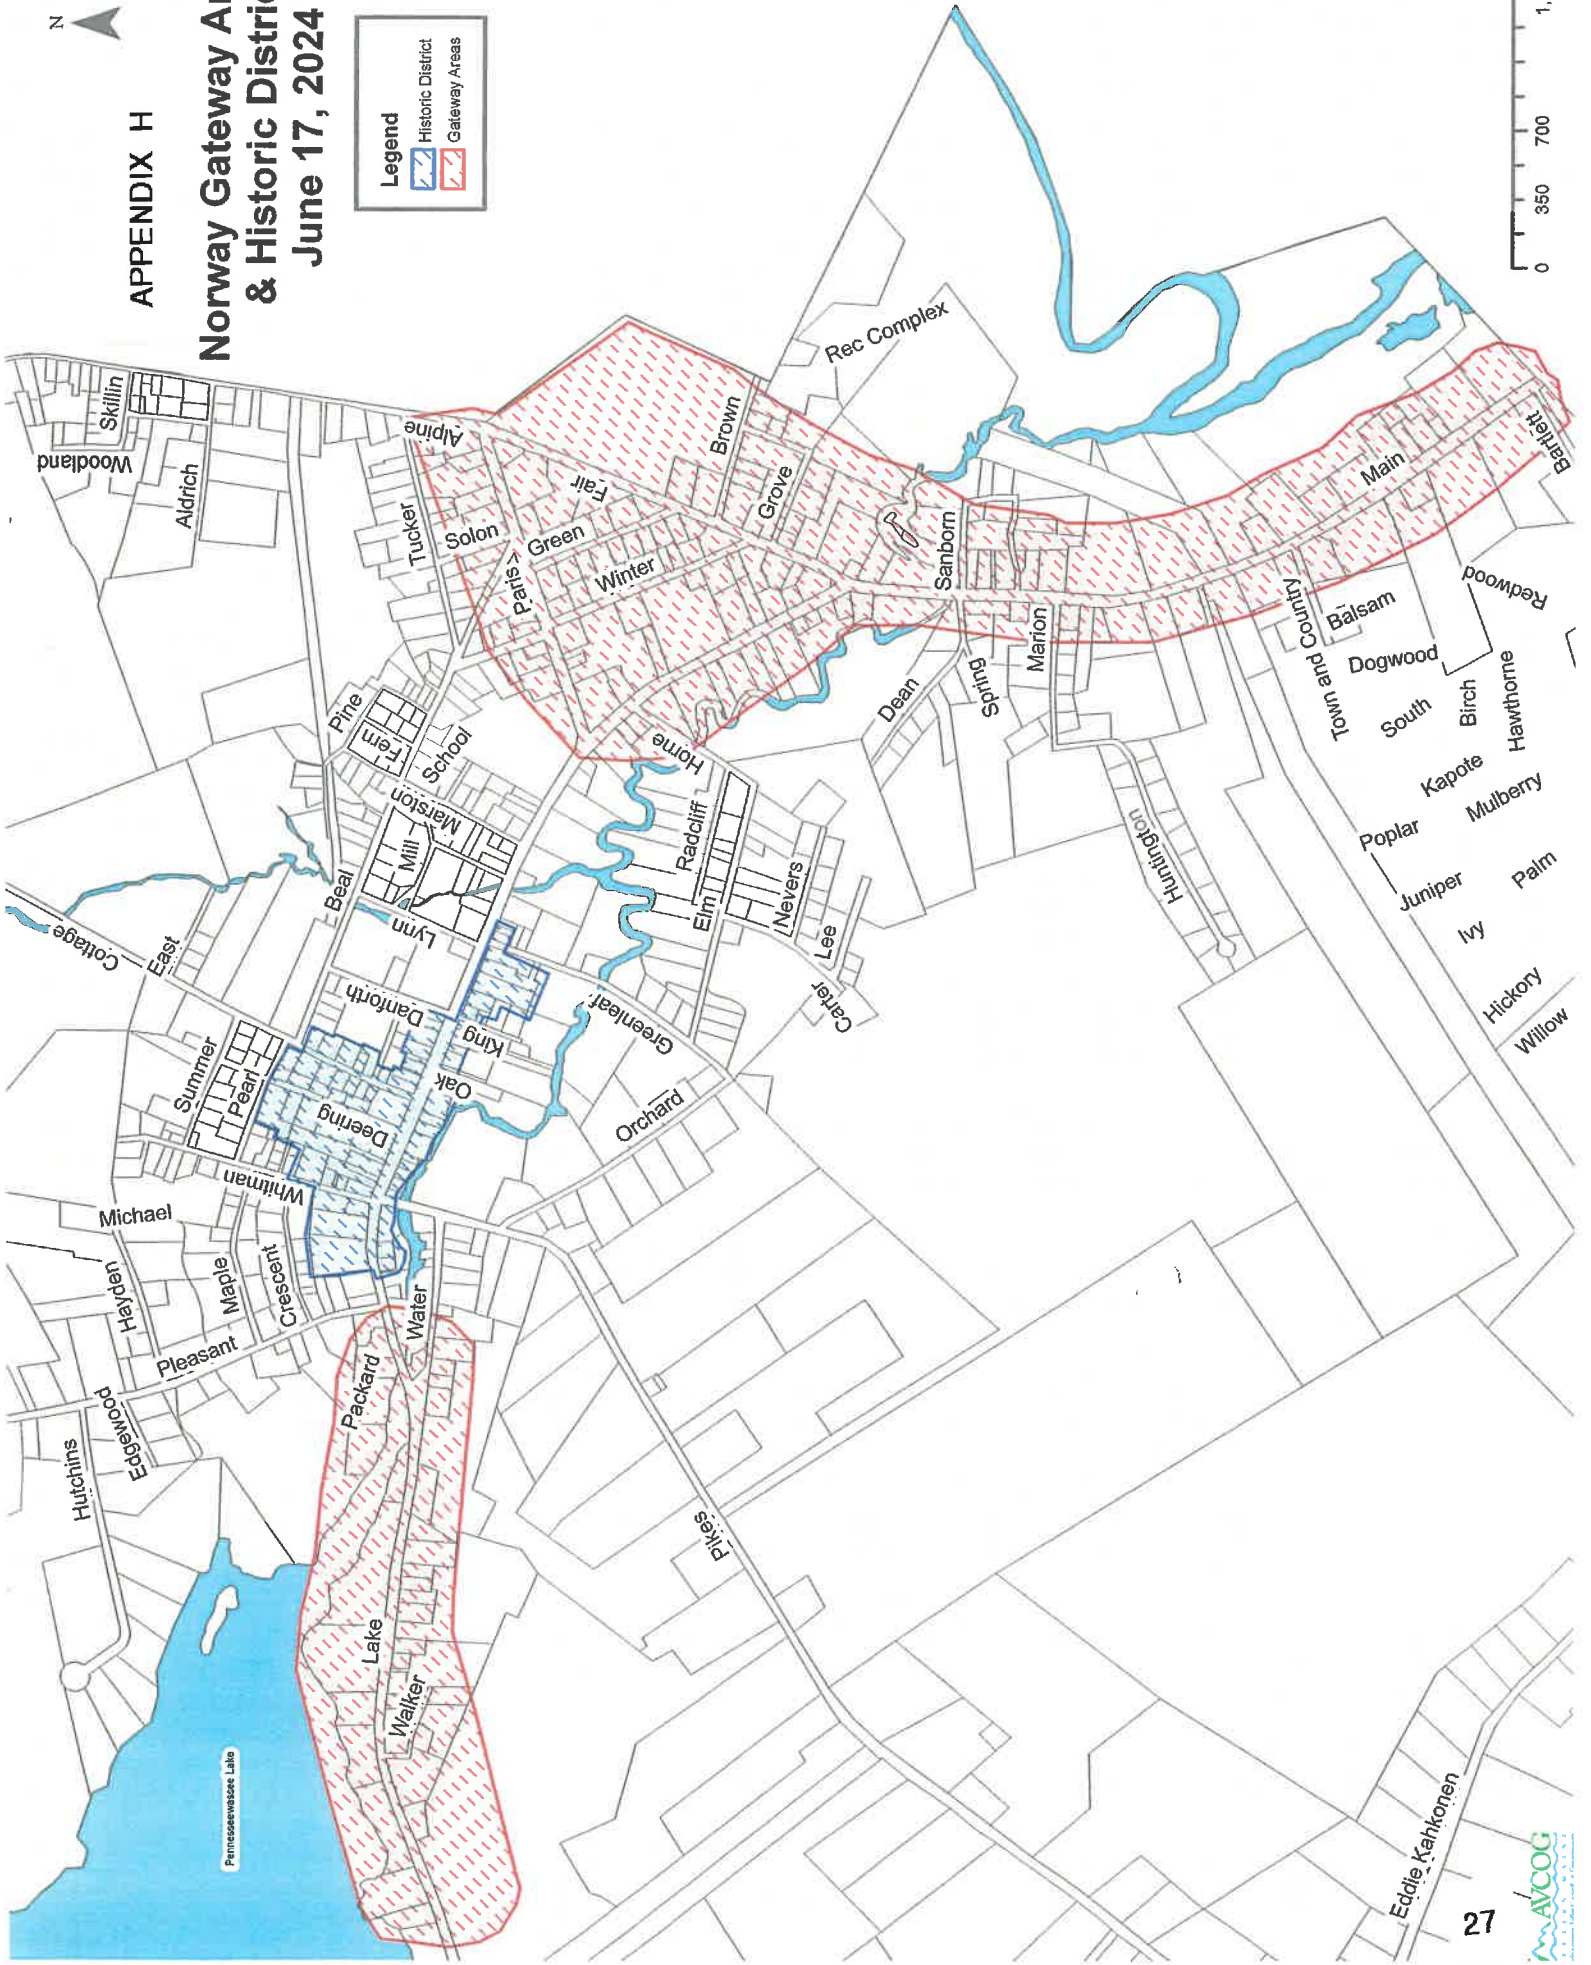 N
APPENDIX H
Norway Gateway Ar
& Historic Distric
June 17, 2024
Legend
Historic District
Gateway Areas
0 350 700 1,
Skillin
Woodland
Aldrich
Alpine
Tucker
Solon
Fair
Paris>
Green
Winter
Brown
Grove
Rec Complex
Sanborn
Main
Bartlett
Redwood
Town and Country
Balsam
Dogwood
South
Birch
Hawthorne
Kapote
Mulberry
Poplar
Juniper
Palm
Ivy
Hickory
Willow
Marion
Spring
Dean
Huntington
Pine
Fern
School
Marston
Mill
Beal
Lynn
Home
Radcliff
Elm
Nevers
Lee
Carter
Cottage
East
Danforth
King
Greenleaf
Oak
Orchard
Summer
Pearl
Deering
Whitman
Michael
Hayden
Maple
Crescent
Pleasant
Water
Packard
Edgewood
Hutchins
Lake
Walker
Pikes
Pennesseewassee Lake
Eddie Kahkonen
27
AVCOG